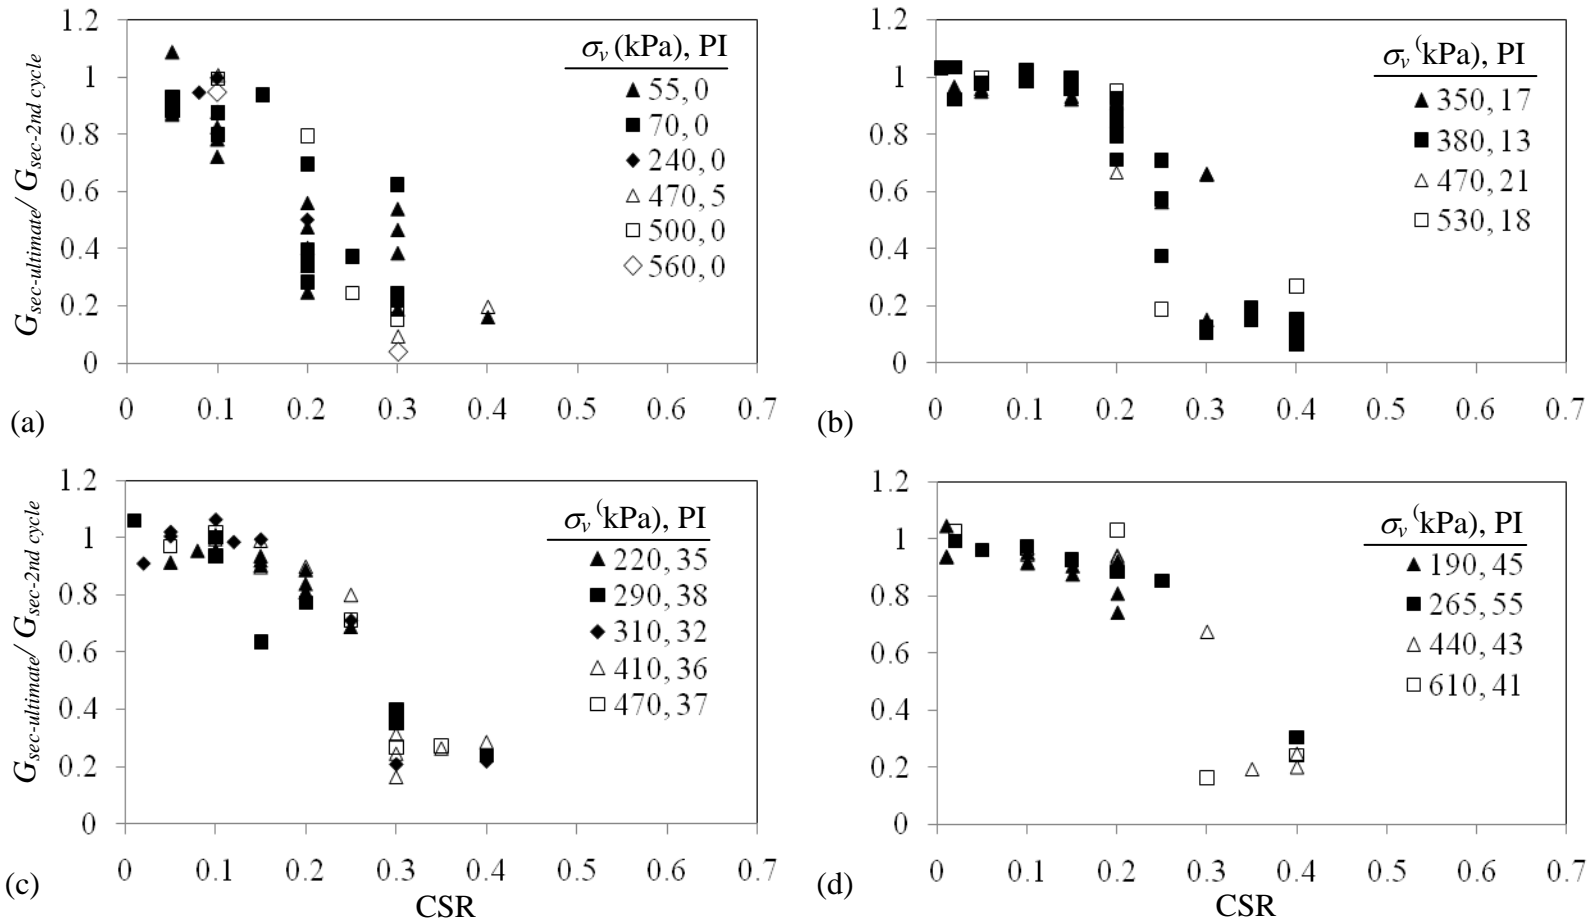 (a)
G_sec-ultimate/ G_sec-2nd cycle
1.2
1
0.8
0.6
0.4
0.2
0
σ_v (kPa), PI
55, 0
70, 0
240, 0
470, 5
500, 0
560, 0
0 0.1 0.2 0.3 0.4 0.5 0.6 0.7
(b)
1.2
1
0.8
0.6
0.4
0.2
0
σ_v (kPa), PI
350, 17
380, 13
470, 21
530, 18
0 0.1 0.2 0.3 0.4 0.5 0.6 0.7
(c)
G_sec-ultimate/ G_sec-2nd cycle
1.2
1
0.8
0.6
0.4
0.2
0
σ_v (kPa), PI
220, 35
290, 38
310, 32
410, 36
470, 37
0 0.1 0.2 0.3 0.4 0.5 0.6 0.7
CSR
(d)
1.2
1
0.8
0.6
0.4
0.2
0
σ_v (kPa), PI
190, 45
265, 55
440, 43
610, 41
0 0.1 0.2 0.3 0.4 0.5 0.6 0.7
CSR